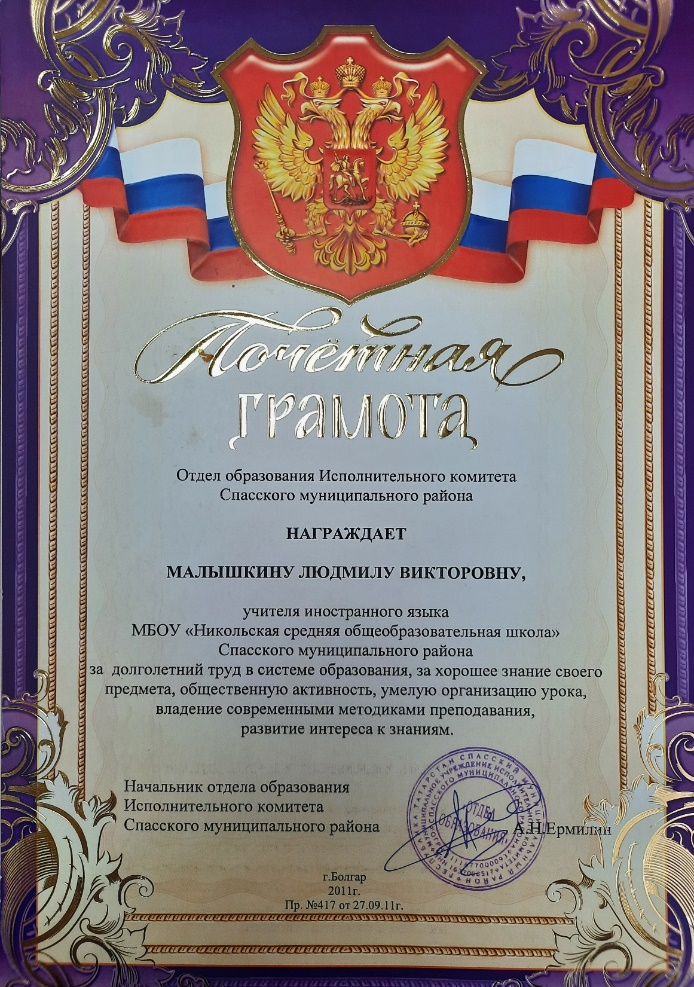 Почётная
грамота
Отдел образования Исполнительного комитета
Спасского муниципального района
НАГРАЖДАЕТ
МАЛЫШКИНУ ЛЮДМИЛУ ВИКТОРОВНУ,
учителя иностранного языка
МБОУ «Никольская средняя общеобразовательная школа»
Спасского муниципального района
за долголетний труд в системе образования, за хорошее знание своего
предмета, общественную активность, умелую организацию урока,
владение современными методиками преподавания,
развитие интереса к знаниям.
Начальник отдела образования
Исполнительного комитета
Спасского муниципального района А.Н.Ермилин
ОТДЕЛ
ОБРАЗОВАНИЯ
г.Болгар
2011г.
Пр. №417 от 27.09.11г.